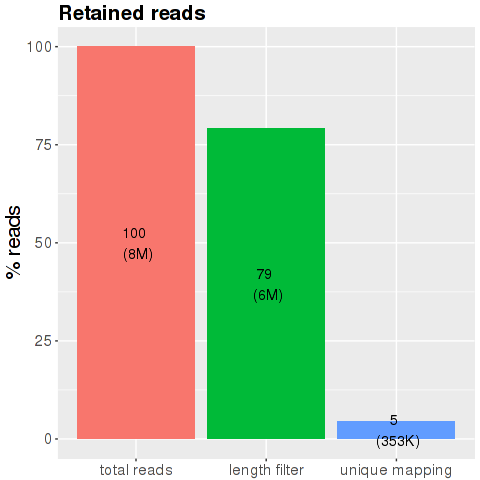 Retained reads
% reads
100
75
50
25
0
100
(8M)
79
(6M)
5
(353K)
total reads
length filter
unique mapping